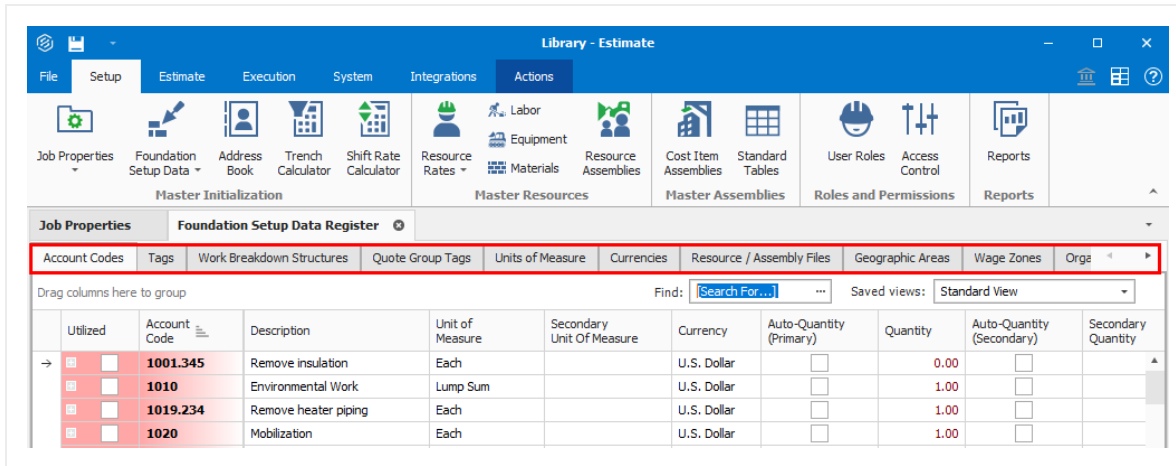 Library - Estimate
File Setup Estimate Execution System Integrations Actions
Job Properties
Foundation Setup Data
Address Book
Trench Calculator
Shift Rate Calculator
Resource Rates
Labor
Equipment
Materials
Resource Assemblies
Cost Item Assemblies
Standard Tables
User Roles
Access Control
Reports
Master Initialization Master Resources Master Assemblies Roles and Permissions Reports
Job Properties Foundation Setup Data Register
Account Codes Tags Work Breakdown Structures Quote Group Tags Units of Measure Currencies Resource / Assembly Files Geographic Areas Wage Zones Orga
Drag columns here to group Find: [Search For...] ... Saved views: Standard View
Utilized Account Code Description Unit of Measure Secondary Unit Of Measure Currency Auto-Quantity (Primary) Quantity Auto-Quantity (Secondary) Secondary Quantity
1001.345 Remove insulation Each U.S. Dollar 0.00
1010 Environmental Work Lump Sum U.S. Dollar 1.00
1019.234 Remove heater piping Each U.S. Dollar 1.00
1020 Mobilization Each U.S. Dollar 1.00